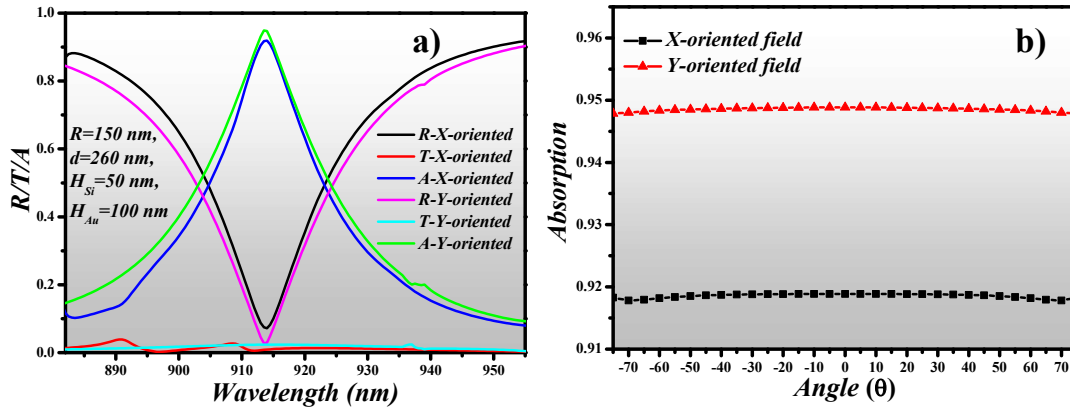 a)
R/T/A
1.0
0.8
0.6
0.4
0.2
0.0
R=150 nm,
d=260 nm,
H_Si=50 nm,
H_Au=100 nm
R-X-oriented
T-X-oriented
A-X-oriented
R-Y-oriented
T-Y-oriented
A-Y-oriented
890 900 910 920 930 940 950
Wavelength (nm)
b)
Absorption
0.96
0.95
0.94
0.93
0.92
0.91
X-oriented field
Y-oriented field
-70 -60 -50 -40 -30 -20 -10 0 10 20 30 40 50 60 70
Angle (θ)